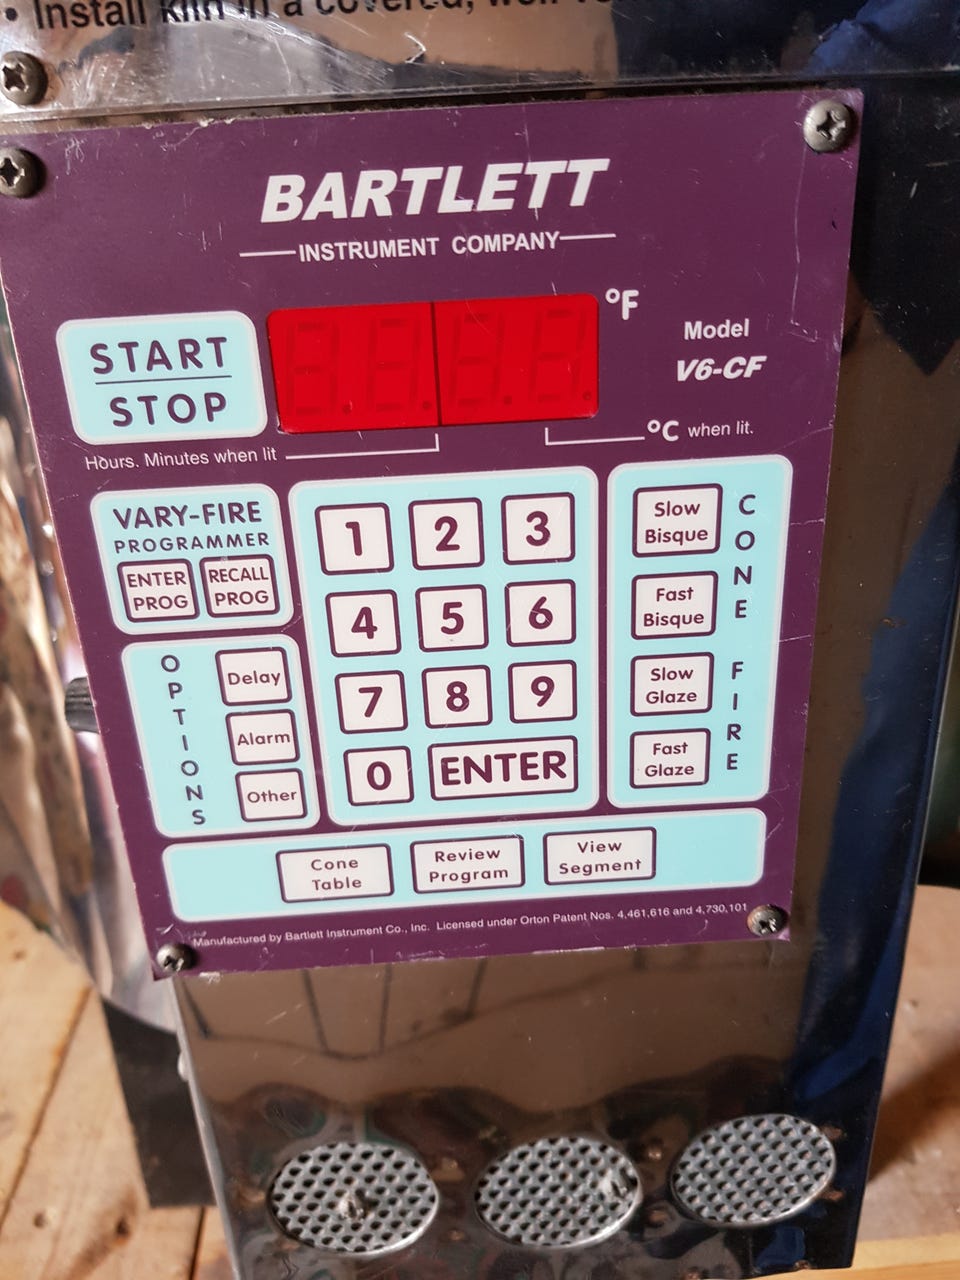 • Install kiln in a covered, well
BARTLETT
INSTRUMENT COMPANY
°F
START
STOP
Model
V6-CF
°C when lit.
Hours. Minutes when lit
VARY-FIRE
PROGRAMMER
ENTER PROG
RECALL PROG
OPTIONS
Delay
Alarm
Other
1 2 3
4 5 6
7 8 9
0 ENTER
Slow Bisque
Fast Bisque
Slow Glaze
Fast Glaze
CONE FIRE
Cone Table
Review Program
View Segment
Manufactured by Bartlett Instrument Co., Inc. Licensed under Orton Patent Nos. 4,461,616 and 4,730,101